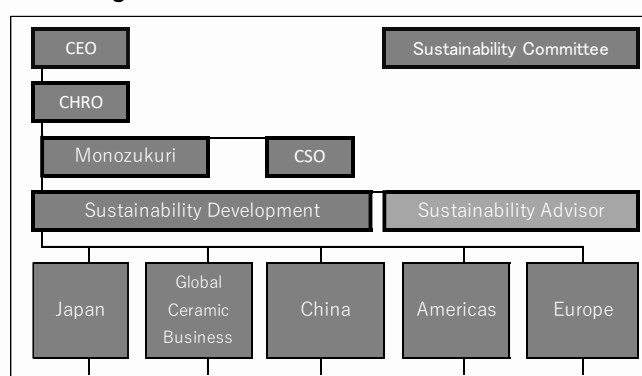 CEO
Sustainability Committee
CHRO
Monozukuri
CSO
Sustainability Development
Sustainability Advisor
Japan
Global
Ceramic
Business
China
Americas
Europe